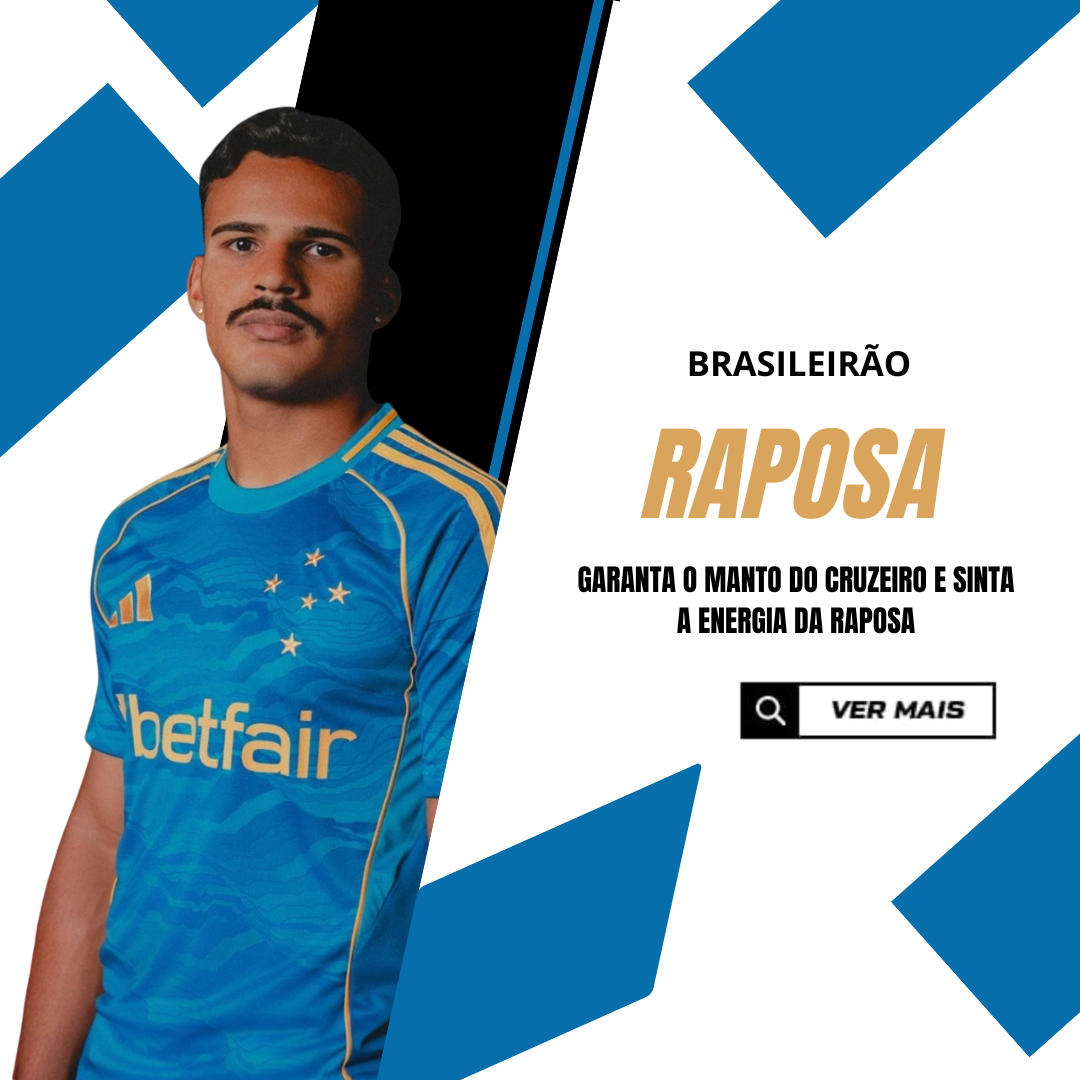 BRASILEIRÃO
RAPOSA
GARANTA O MANTO DO CRUZEIRO E SINTA
A ENERGIA DA RAPOSA
VER MAIS
betfair